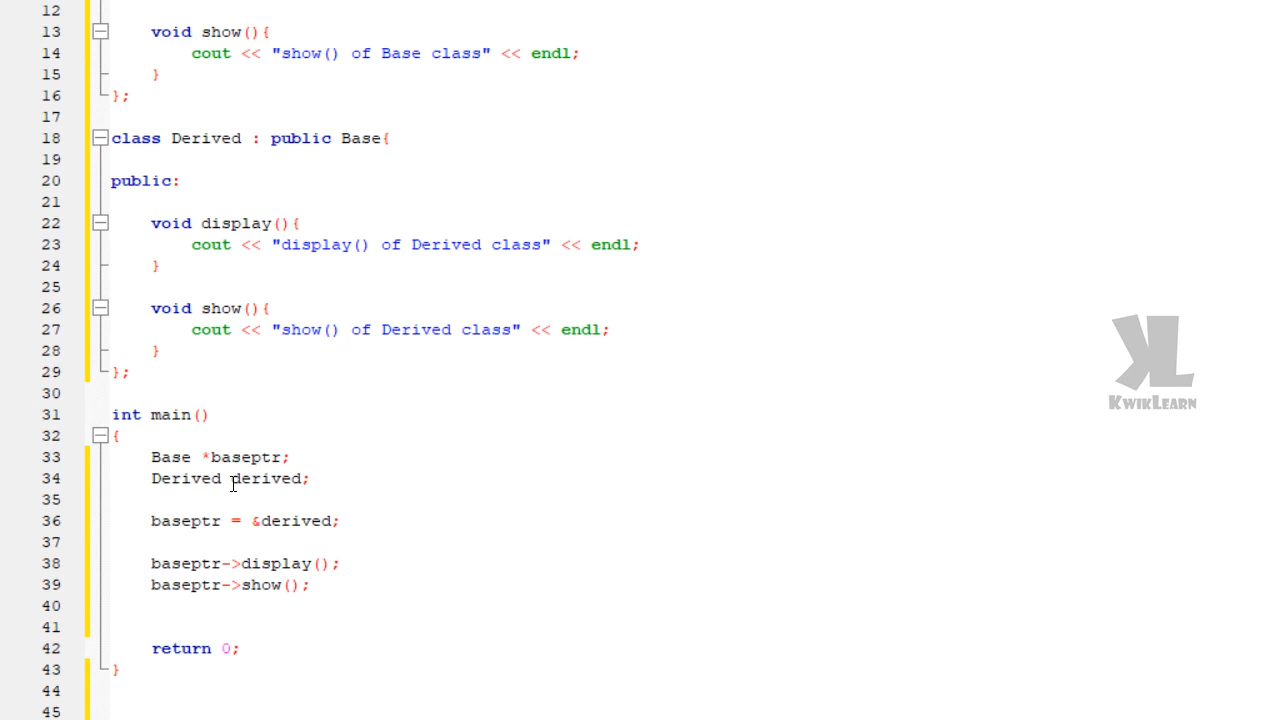 12
13 void show(){
14 cout << "show() of Base class" << endl;
15 }
16 };
17
18 class Derived : public Base{
19
20 public:
21
22 void display(){
23 cout << "display() of Derived class" << endl;
24 }
25
26 void show(){
27 cout << "show() of Derived class" << endl;
28 }
29 };
30
31 int main()
32 {
33 Base *baseptr;
34 Derived derived;
35
36 baseptr = &derived;
37
38 baseptr->display();
39 baseptr->show();
40
41
42 return 0;
43 }
44
45
KL
KwikLearn